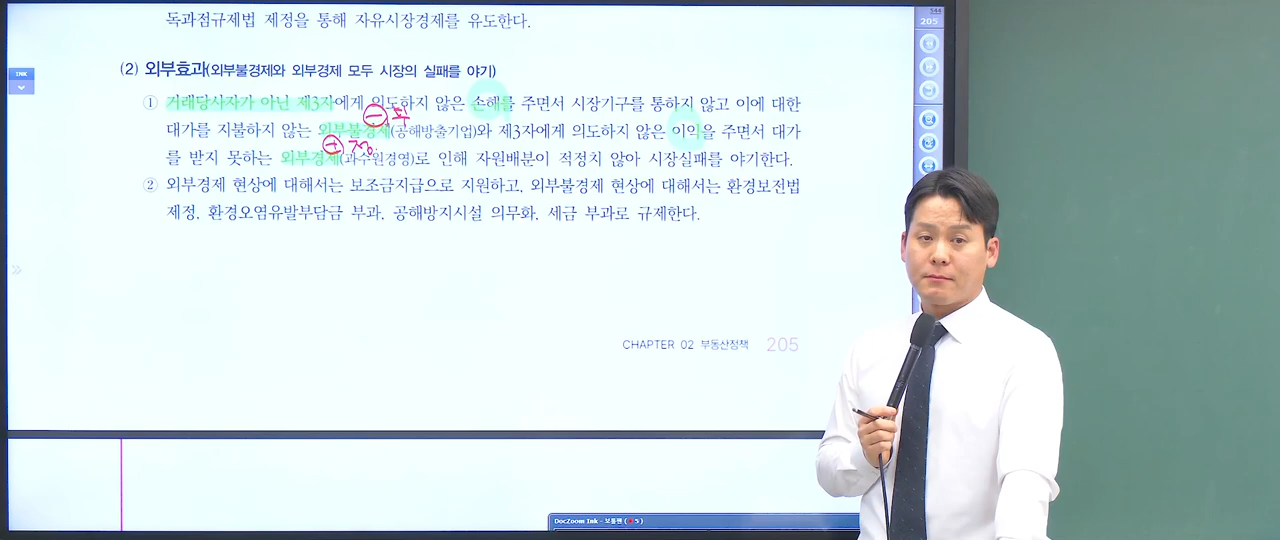 독과점규제법 제정을 통해 자유시장경제를 유도한다.
544
205
INK
(2) 외부효과(외부불경제와 외부경제 모두 시장의 실패를 야기)
① 거래당사자가 아닌 제3자에게 의도하지 않은 손해를 주면서 시장기구를 통하지 않고 이에 대한
대가를 지불하지 않는 외부불경제(공해방출기업)와 제3자에게 의도하지 않은 이익을 주면서 대가
를 받지 못하는 외부경제(과수원경영)로 인해 자원배분이 적정치 않아 시장실패를 야기한다.
② 외부경제 현상에 대해서는 보조금지급으로 지원하고, 외부불경제 현상에 대해서는 환경보전법
제정, 환경오염유발부담금 부과, 공해방지시설 의무화, 세금 부과로 규제한다.
CHAPTER 02 부동산정책 205
DocZoom Ink - 보통펜 ( 5 )